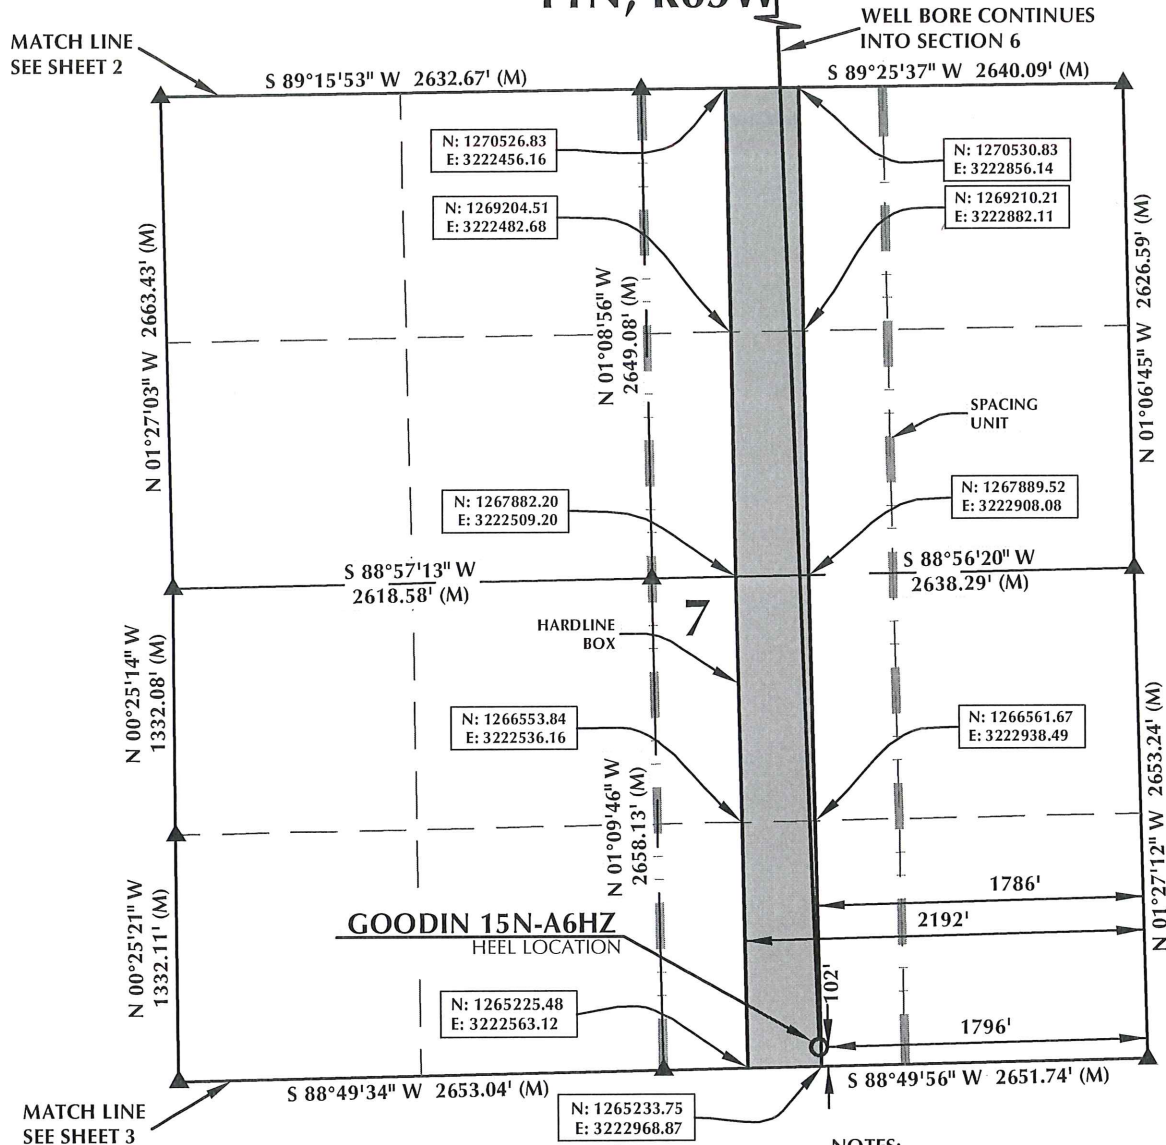 T1N, R65W
MATCH LINE
SEE SHEET 2
WELL BORE CONTINUES
INTO SECTION 6
S 89°15'53" W 2632.67' (M)
S 89°25'37" W 2640.09' (M)
N: 1270526.83
E: 3222456.16
N: 1270530.83
E: 3222856.14
N: 1269204.51
E: 3222482.68
N: 1269210.21
E: 3222882.11
N 01°27'03" W 2663.43' (M)
N 01°08'56" W
2649.08' (M)
N 01°06'45" W 2626.59' (M)
SPACING
UNIT
N: 1267882.20
E: 3222509.20
N: 1267889.52
E: 3222908.08
S 88°57'13" W
2618.58' (M)
S 88°56'20" W
2638.29' (M)
7
HARDLINE
BOX
N 00°25'14" W
1332.08' (M)
N: 1266553.84
E: 3222536.16
N: 1266561.67
E: 3222938.49
N 01°09'46" W
2658.13' (M)
N 01°27'12" W 2653.24' (M)
1786'
2192'
GOODIN 15N-A6HZ
HEEL LOCATION
N 00°25'21" W
1332.11' (M)
102'
N: 1265225.48
E: 3222563.12
1796'
S 88°49'34" W 2653.04' (M)
S 88°49'56" W 2651.74' (M)
MATCH LINE
SEE SHEET 3
N: 1265233.75
E: 3222968.87
NOTES: